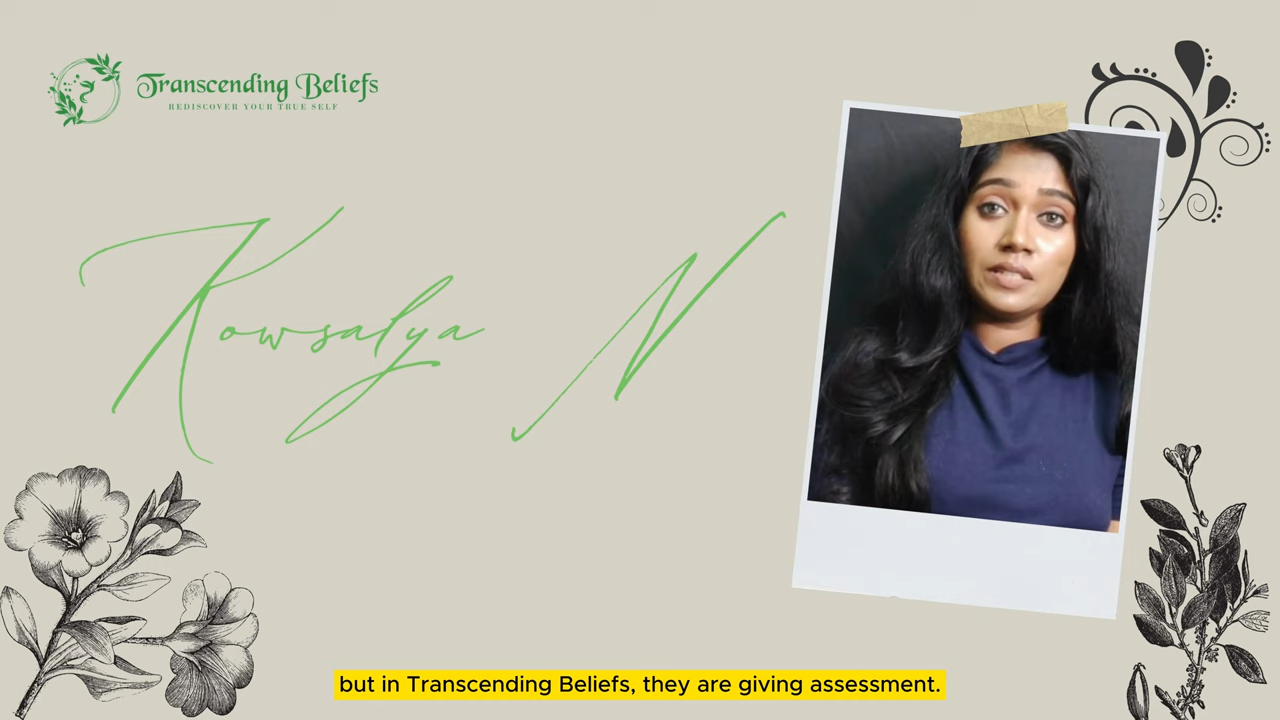 Transcending Beliefs
REDISCOVER YOUR TRUE SELF
Kowsalya N
but in Transcending Beliefs, they are giving assessment.